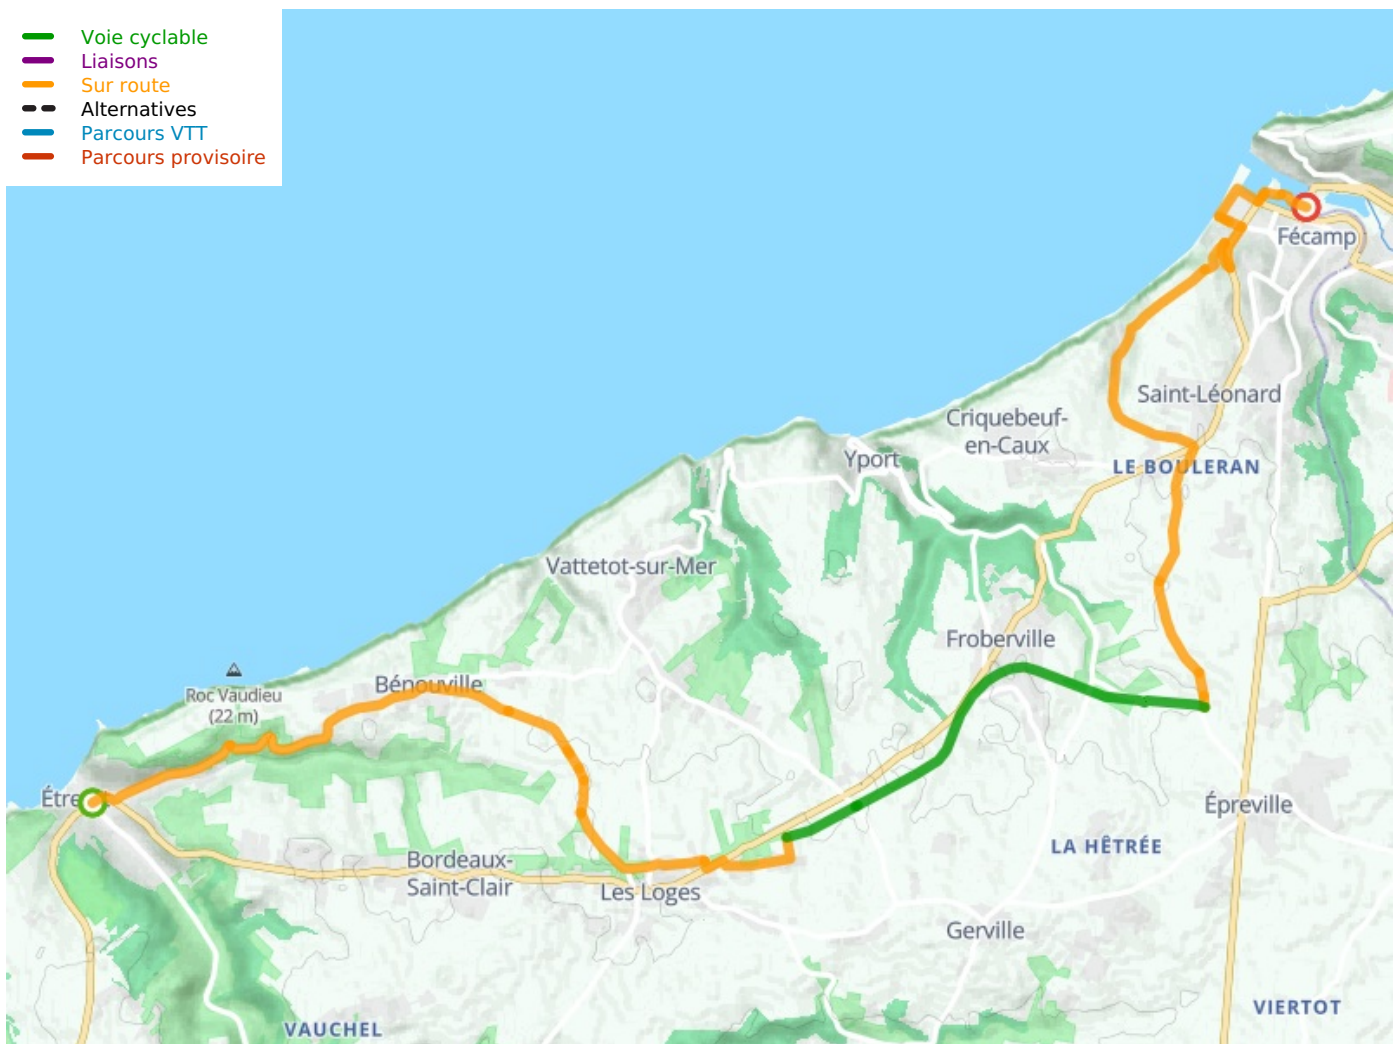 Voie cyclable
Liaisons
Sur route
Alternatives
Parcours VTT
Parcours provisoire
Fécamp
Saint-Léonard
Criquebeuf-
en-Caux
Yport
LE BOULERAN
Vattetot-sur-Mer
Froberville
Roc Vaudieu
(22 m)
Bénouville
Étre
Épreville
LA HÊTRÉE
Bordeaux-
Saint-Clair
Les Loges
Gerville
VIERTOT
VAUCHEL